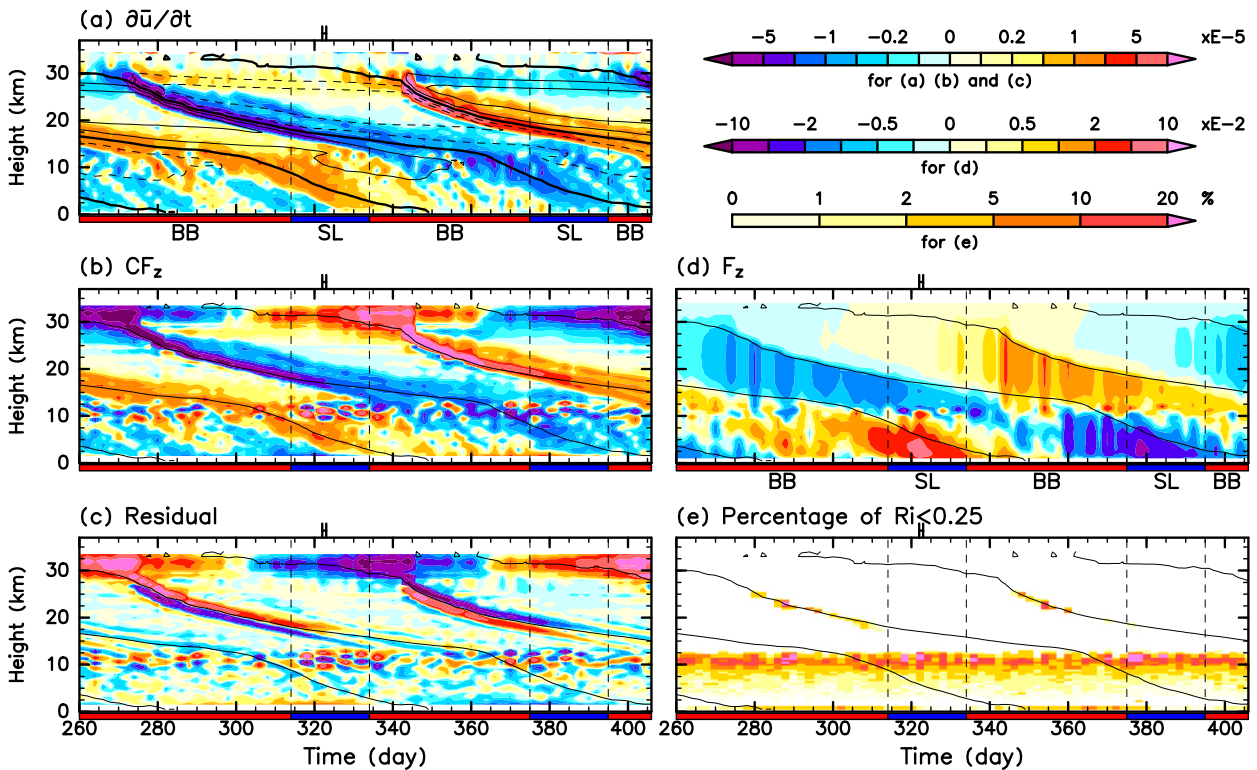 (a) ∂ū/∂t
Height (km)
30
20
10
0
BB SL BB SL BB
−5 −1 −0.2 0 0.2 1 5 xE−5
for (a) (b) and (c)
−10 −2 −0.5 0 0.5 2 10 xE−2
for (d)
0 1 2 5 10 20 %
for (e)
(b) CFz
Height (km)
30
20
10
0
(d) Fz
30
20
10
0
BB SL BB SL BB
(c) Residual
Height (km)
30
20
10
0
260 280 300 320 340 360 380 400
Time (day)
(e) Percentage of Ri<0.25
30
20
10
0
260 280 300 320 340 360 380 400
Time (day)